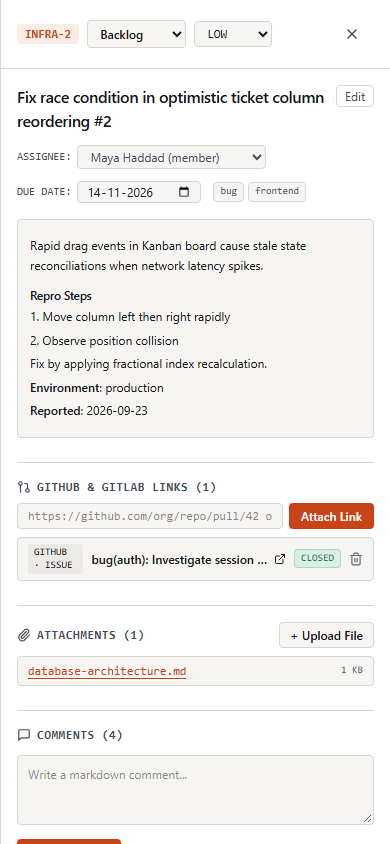 INFRA-2 Backlog LOW
Fix race condition in optimistic ticket column
reordering #2
Edit
ASSIGNEE: Maya Haddad (member)
DUE DATE: 14-11-2026 bug frontend
Rapid drag events in Kanban board cause stale state
reconciliations when network latency spikes.
Repro Steps
1. Move column left then right rapidly
2. Observe position collision
Fix by applying fractional index recalculation.
Environment: production
Reported: 2026-09-23
GITHUB & GITLAB LINKS (1)
https://github.com/org/repo/pull/42 o Attach Link
GITHUB
· ISSUE
bug(auth): Investigate session ... CLOSED
ATTACHMENTS (1) + Upload File
database-architecture.md 1 KB
COMMENTS (4)
Write a markdown comment...